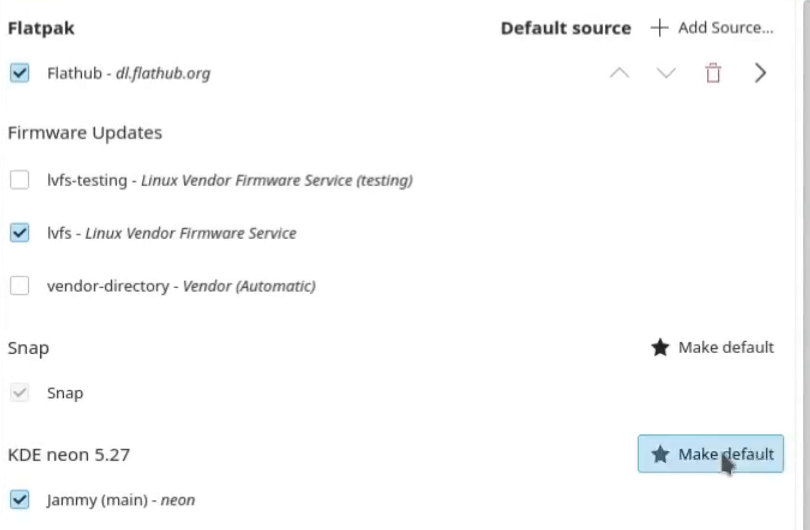 Flatpak Default source Add Source...
Flathub - dl.flathub.org
Firmware Updates
lvfs-testing - Linux Vendor Firmware Service (testing)
lvfs - Linux Vendor Firmware Service
vendor-directory - Vendor (Automatic)
Snap Make default
Snap
KDE neon 5.27 Make default
Jammy (main) - neon